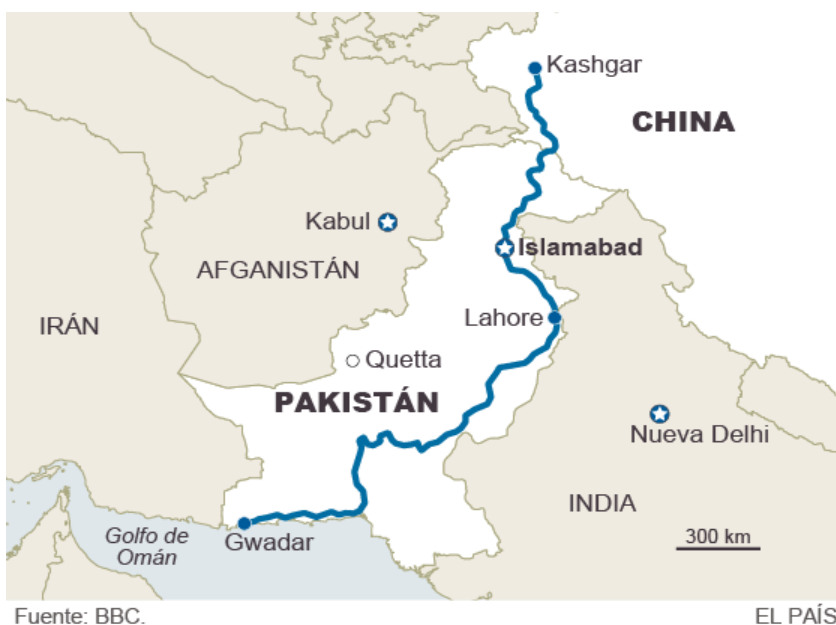 Kashgar
CHINA
Kabul
Islamabad
AFGANISTÁN
IRÁN
Lahore
Quetta
PAKISTÁN
Nueva Delhi
INDIA
300 km
Golfo de
Omán
Gwadar
Fuente: BBC.
EL PAÍS